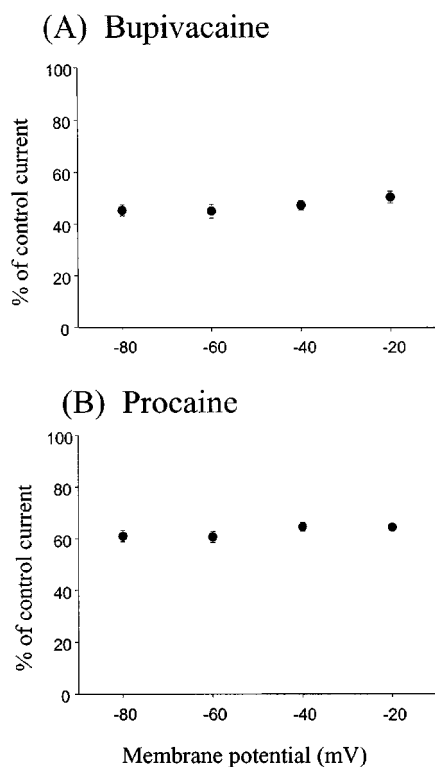 (A) Bupivacaine
100
80
60
40
20
0
% of control current
-80 -60 -40 -20
(B) Procaine
100
80
60
40
20
0
% of control current
-80 -60 -40 -20
Membrane potential (mV)